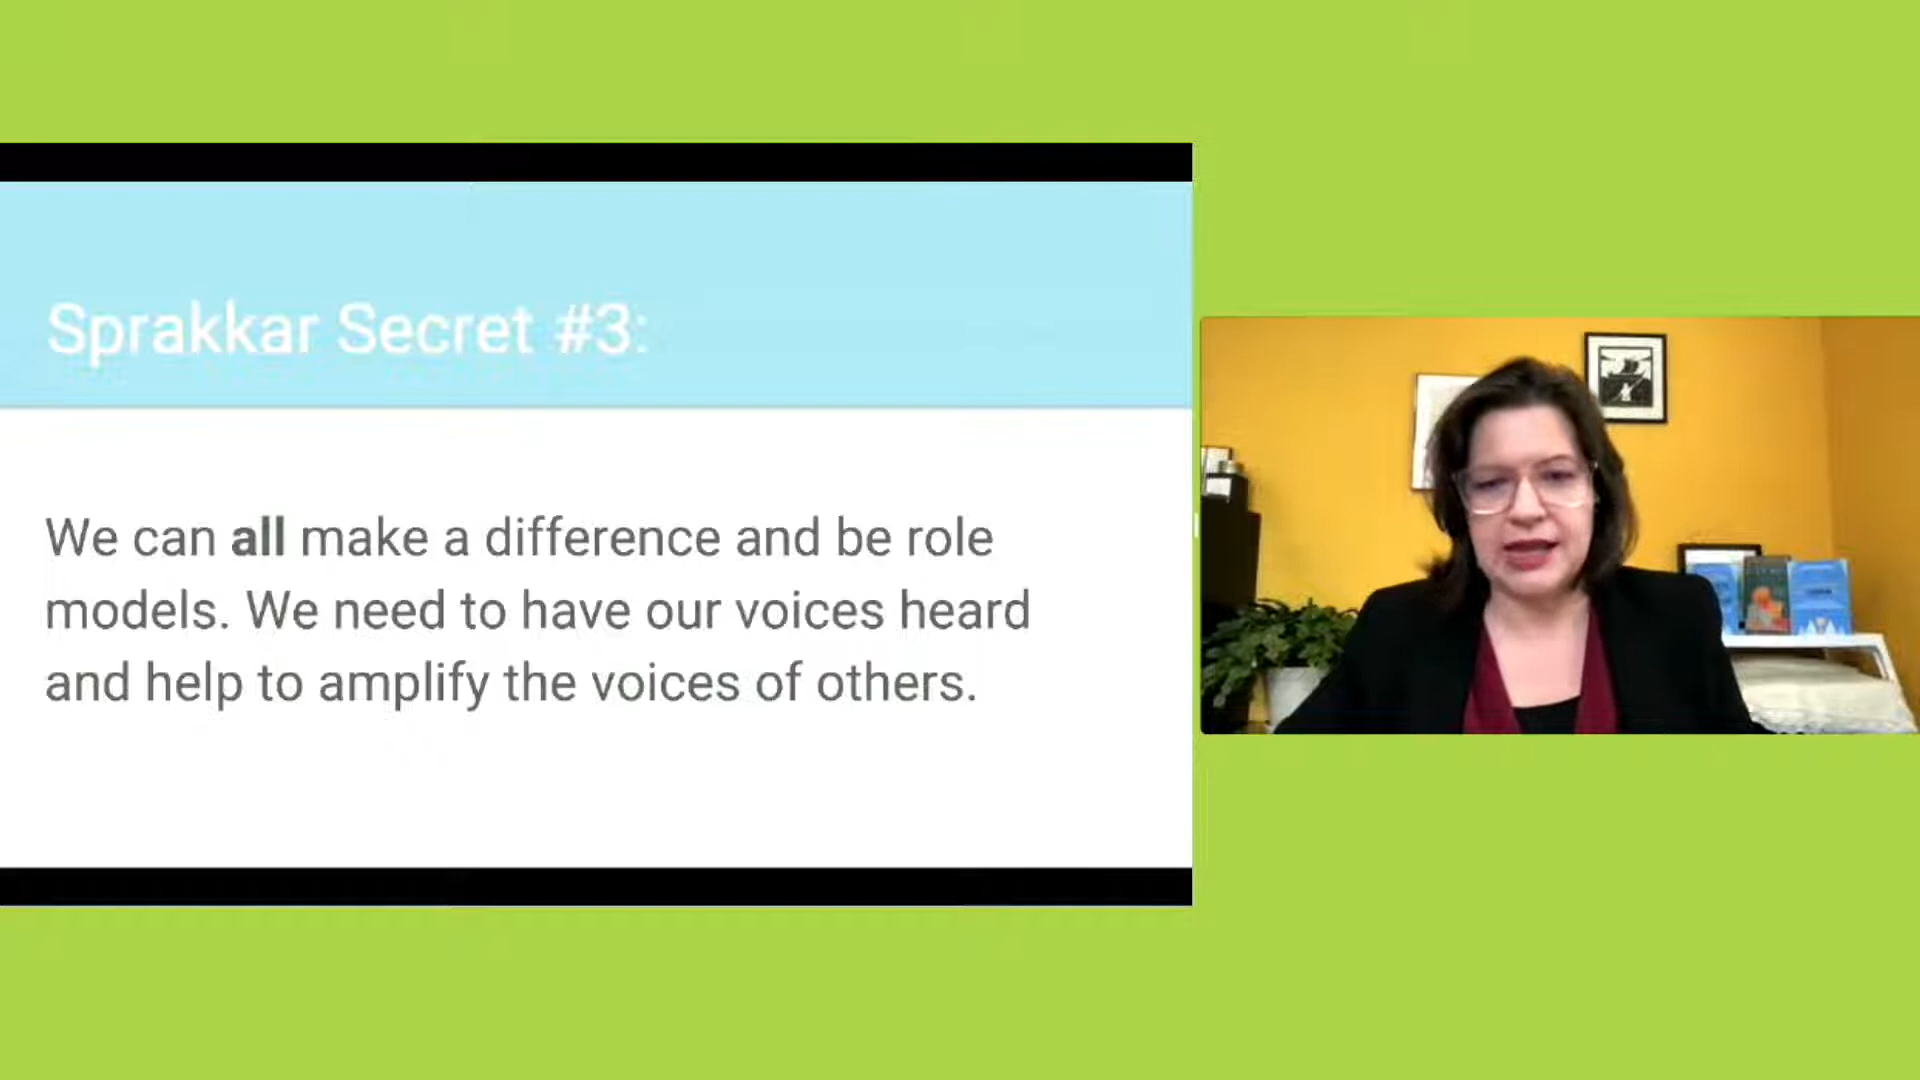 Sprakkar Secret #3:
We can all make a difference and be role
models. We need to have our voices heard
and help to amplify the voices of others.